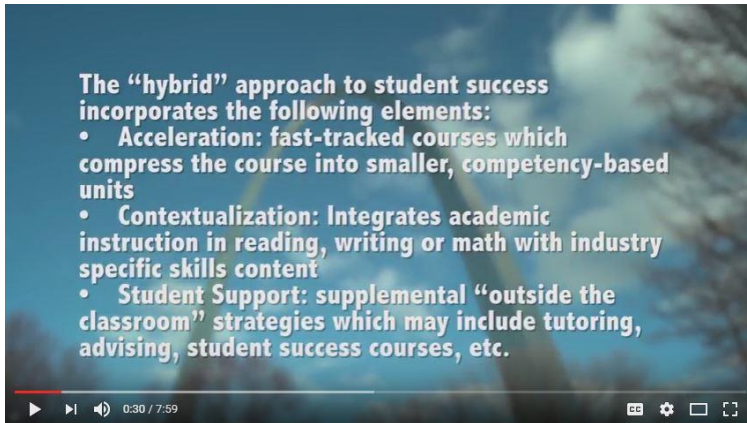 The “hybrid” approach to student success
incorporates the following elements:
•    Acceleration: fast-tracked courses which
compress the course into smaller, competency-based
units
•    Contextualization: Integrates academic
instruction in reading, writing or math with industry
specific skills content
•    Student Support: supplemental “outside the
classroom” strategies which may include tutoring,
advising, student success courses, etc.
0:30 / 7:59 CC